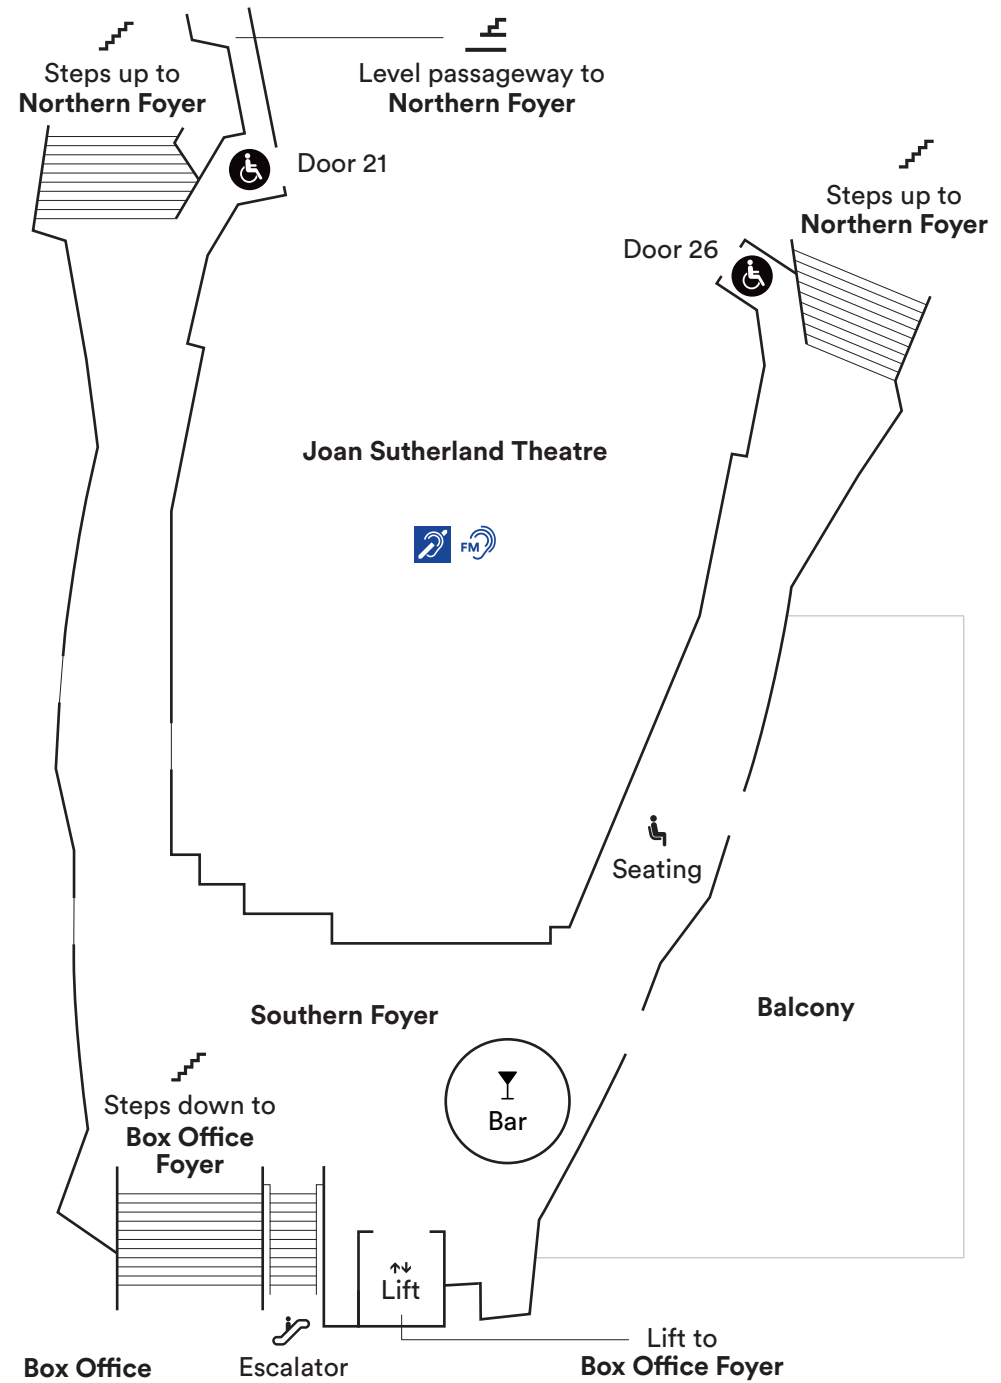 Steps up to
Northern Foyer
Level passageway to
Northern Foyer
Door 21
Steps up to
Northern Foyer
Door 26
Joan Sutherland Theatre
FM
Seating
Balcony
Southern Foyer
Bar
Steps down to
Box Office
Foyer
Lift
Lift to
Box Office Foyer
Box Office
Escalator